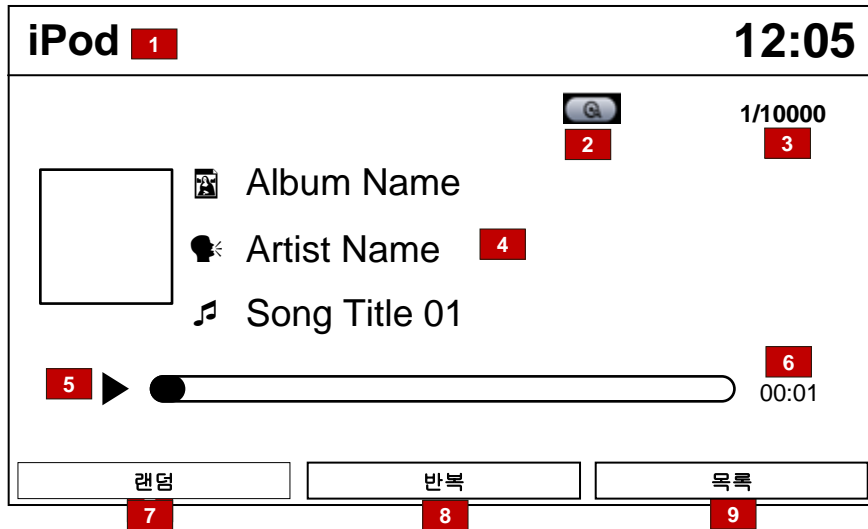 iPod 1 12:05
2
1/10000
3
Album Name
Artist Name 4
Song Title 01
5
6
00:01
랜덤 반복 목록
7 8 9